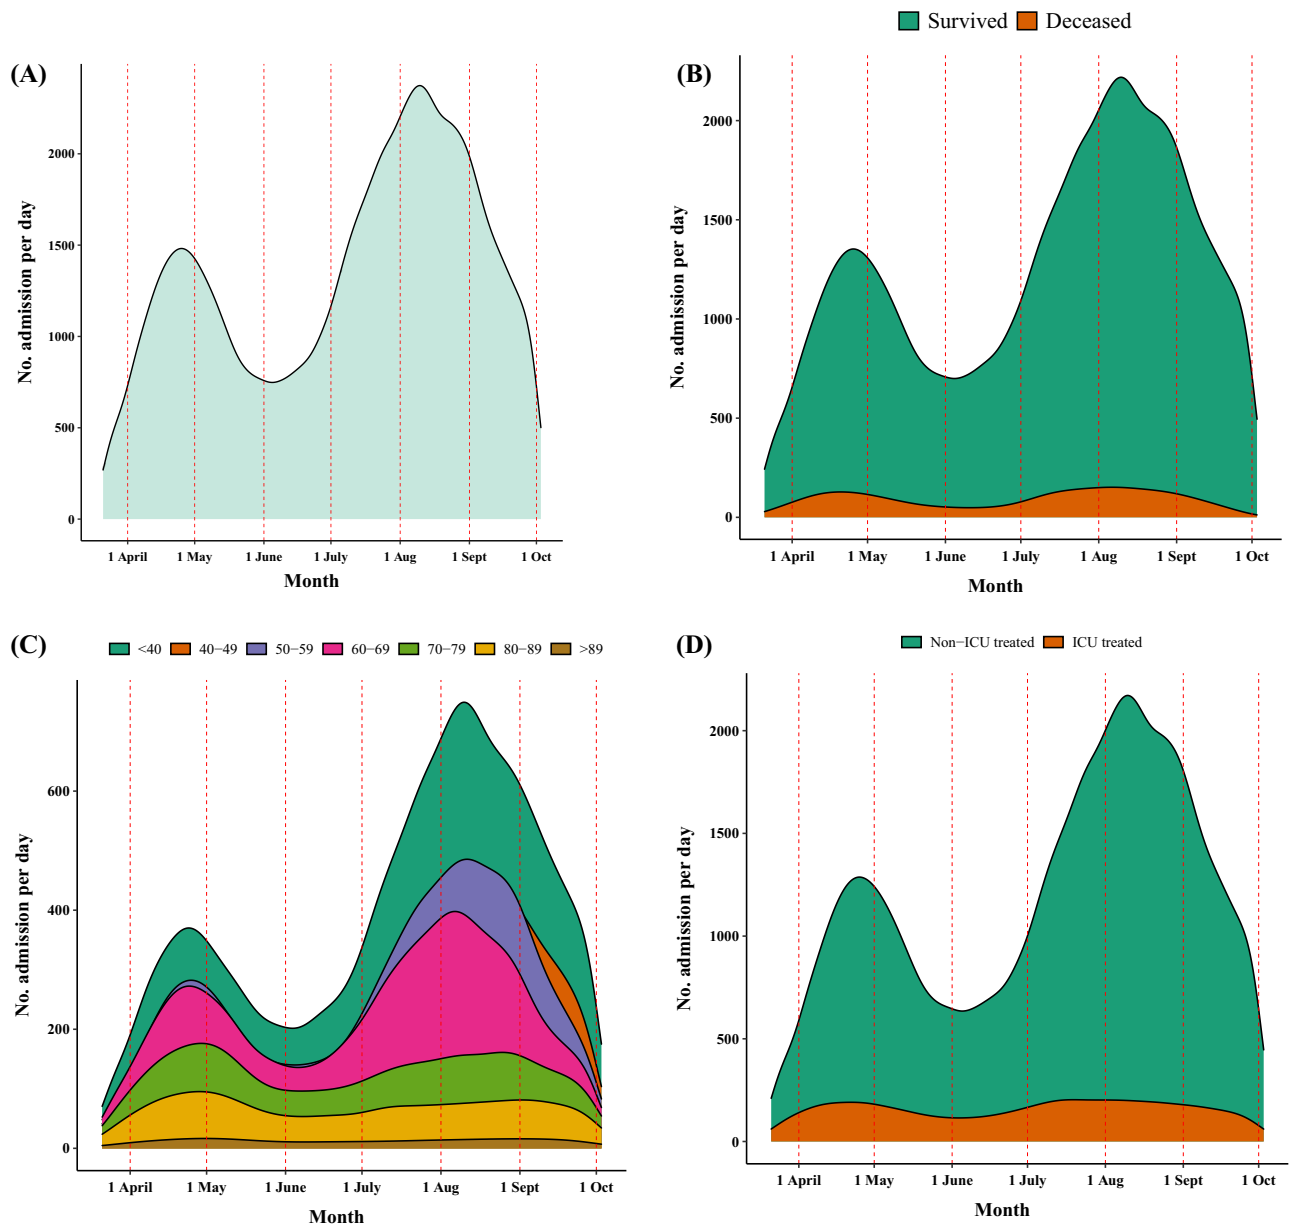 (A)
No. admission per day
2000
1500
1000
500
0
1 April 1 May 1 June 1 July 1 Aug 1 Sept 1 Oct
Month
Survived Deceased
(B)
No. admission per day
2000
1500
1000
500
0
1 April 1 May 1 June 1 July 1 Aug 1 Sept 1 Oct
Month
(C)
<40 40−49 50−59 60−69 70−79 80−89 >89
No. admission per day
600
400
200
0
1 April 1 May 1 June 1 July 1 Aug 1 Sept 1 Oct
Month
(D)
Non−ICU treated ICU treated
No. admission per day
2000
1500
1000
500
0
1 April 1 May 1 June 1 July 1 Aug 1 Sept 1 Oct
Month